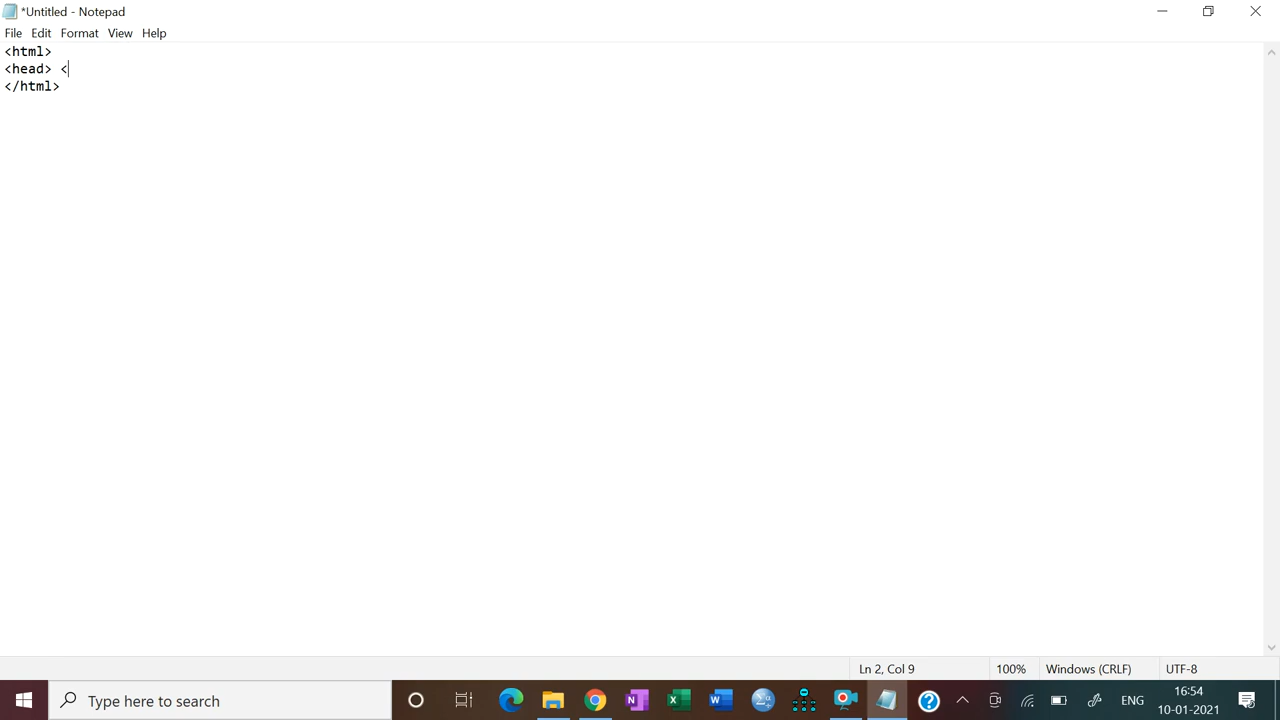 *Untitled - Notepad
File Edit Format View Help
<html>
<head> <
</html>
Ln 2, Col 9 100% Windows (CRLF) UTF-8
Type here to search ENG 16:54
10-01-2021